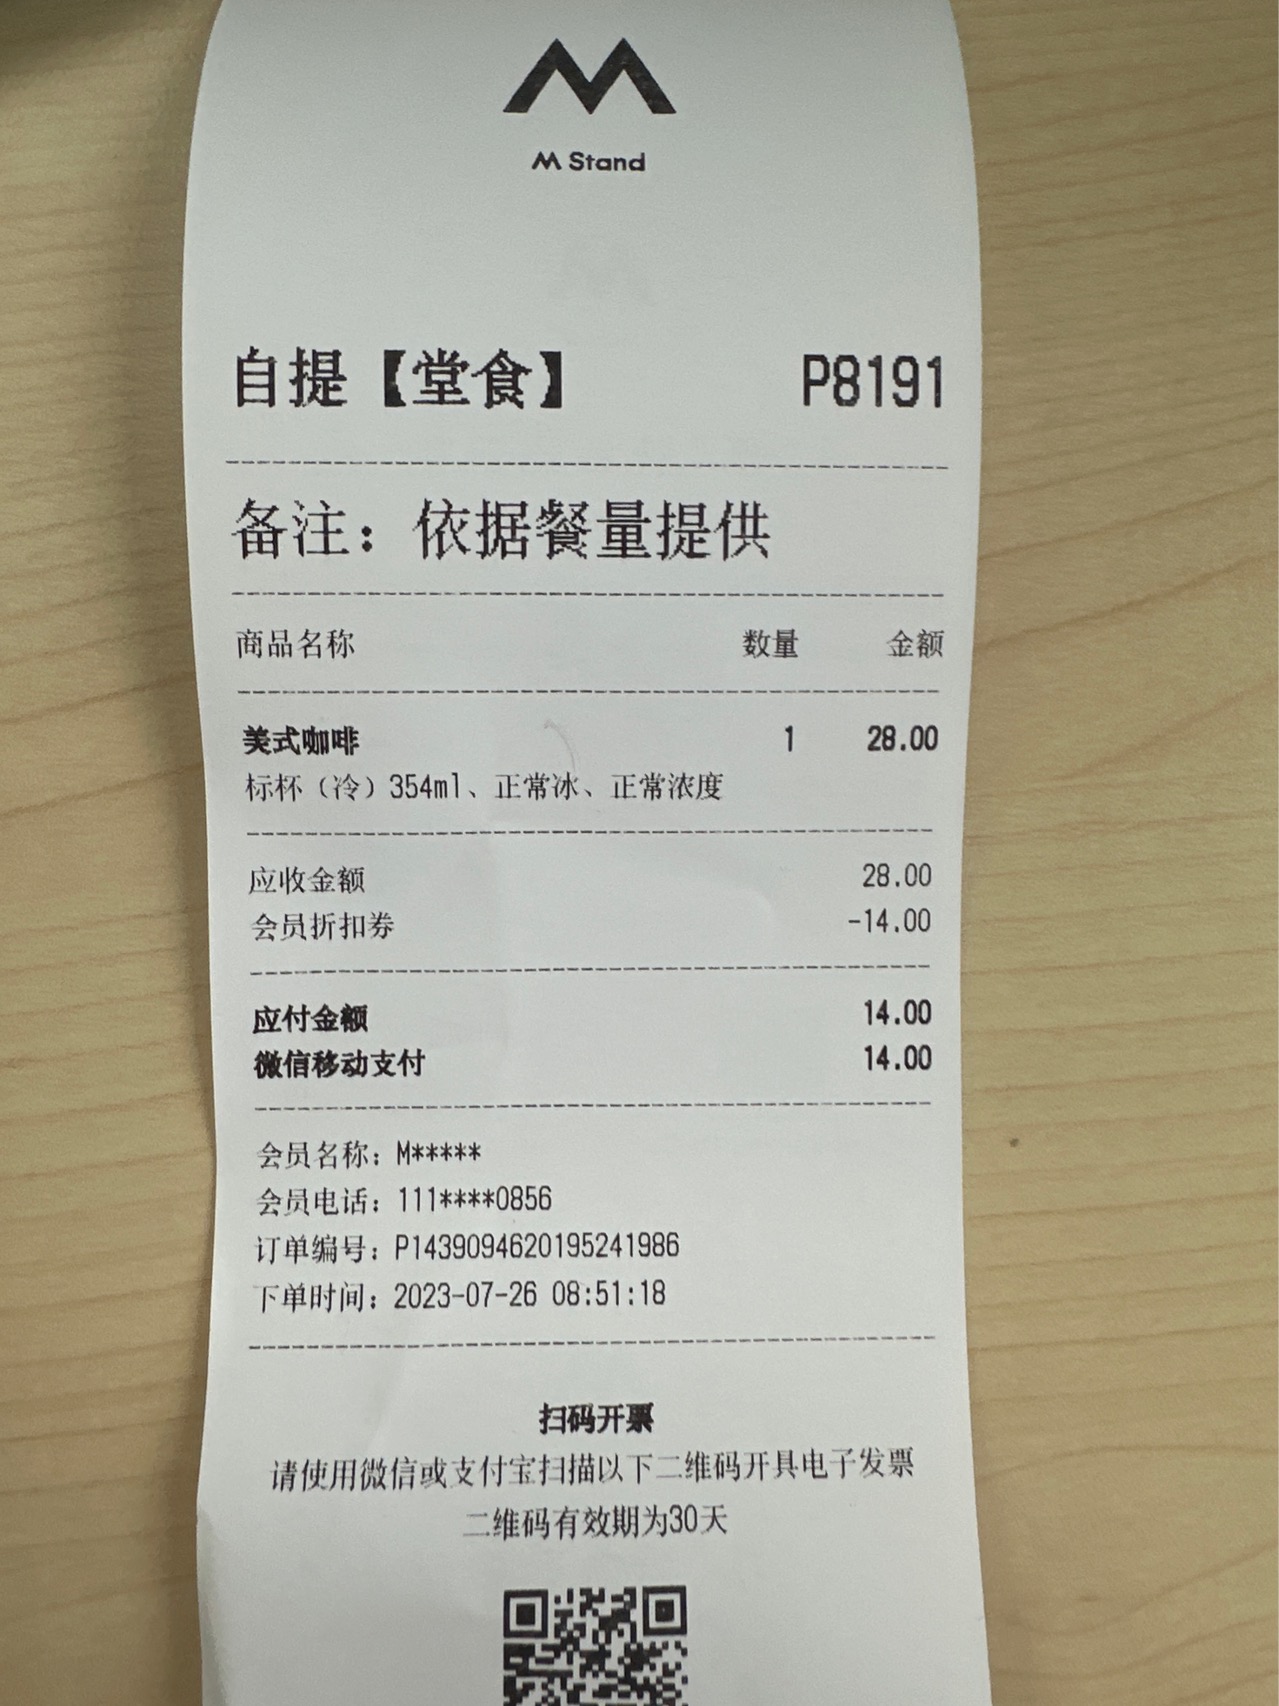 M Stand
自提【堂食】 P8191
备注：依据餐量提供
商品名称 数量 金额
美式咖啡 1 28.00
标杯（冷）354ml、正常冰、正常浓度
应收金额 28.00
会员折扣券 -14.00
应付金额 14.00
微信移动支付 14.00
会员名称：M*****
会员电话：111****0856
订单编号：P1439094620195241986
下单时间：2023-07-26 08:51:18
扫码开票
请使用微信或支付宝扫描以下二维码开具电子发票
二维码有效期为30天